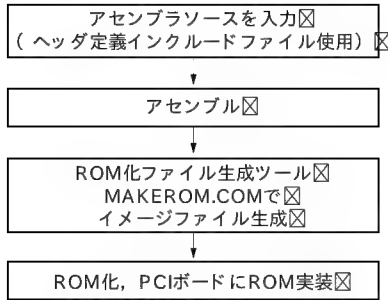 アセンブラソースを入力☒
( ヘッダ定義インクルードファイル使用) ☒
アセンブル☒
ROM化ファイル生成ツール☒
MAKEROM.COMで☒
イメージファイル生成☒
ROM化，PCIボードにROM実装☒